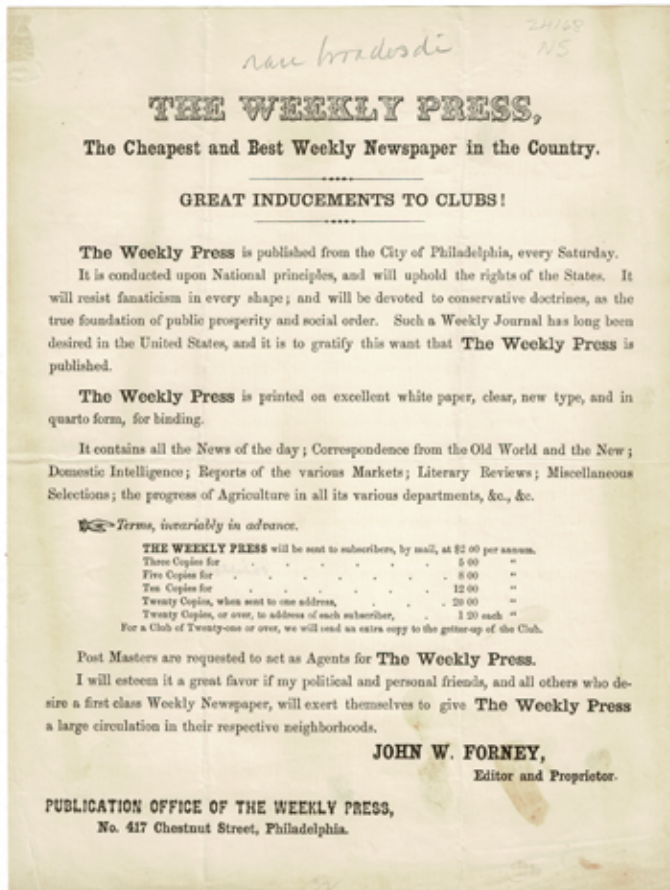 rare broadside
24168
NS
THE WEEKLY PRESS,
The Cheapest and Best Weekly Newspaper in the Country.
GREAT INDUCEMENTS TO CLUBS!
The Weekly Press is published from the City of Philadelphia, every Saturday.
It is conducted upon National principles, and will uphold the rights of the States. It
will resist fanaticism in every shape; and will be devoted to conservative doctrines, as the
true foundation of public prosperity and social order. Such a Weekly Journal has long been
desired in the United States, and it is to gratify this want that The Weekly Press is
published.
The Weekly Press is printed on excellent white paper, clear, new type, and in
quarto form, for binding.
It contains all the News of the day; Correspondence from the Old World and the New;
Domestic Intelligence; Reports of the various Markets; Literary Reviews; Miscellaneous
Selections; the progress of Agriculture in all its various departments, &c., &c.
Terms, invariably in advance.
THE WEEKLY PRESS will be sent to subscribers, by mail, at $2 00 per annum.
Three Copies for . . . . . . 5 00 "
Five Copies for . . . . . . . 8 00 "
Ten Copies for . . . . . . . 12 00 "
Twenty Copies, when sent to one address, . . . . 20 00 "
Twenty Copies, or over, to address of each subscriber, . . 1 20 each "
For a Club of Twenty-one or over, we will send an extra copy to the getter-up of the Club.
Post Masters are requested to act as Agents for The Weekly Press.
I will esteem it a great favor if my political and personal friends, and all others who de-
sire a first class Weekly Newspaper, will exert themselves to give The Weekly Press
a large circulation in their respective neighborhoods.
JOHN W. FORNEY,
Editor and Proprietor.
PUBLICATION OFFICE OF THE WEEKLY PRESS,
No. 417 Chestnut Street, Philadelphia.